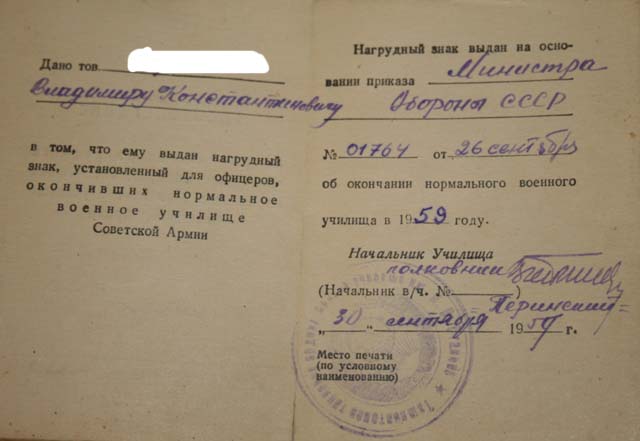 Дано тов.
Владимиру Константиновичу
в том, что ему выдан нагрудный
знак, установленный для офицеров,
окончивших нормальное
военное училище
Советской Армии
Нагрудный знак выдан на осно-
вании приказа Министра
Обороны СССР
№ 01764 от 26 сентября
об окончании нормального военного
училища в 1959 году.
Начальник Училища
полковник
(Начальник в/ч. №)
„30„ сентября 1959 г.
Место печати
(по условному
наименованию)